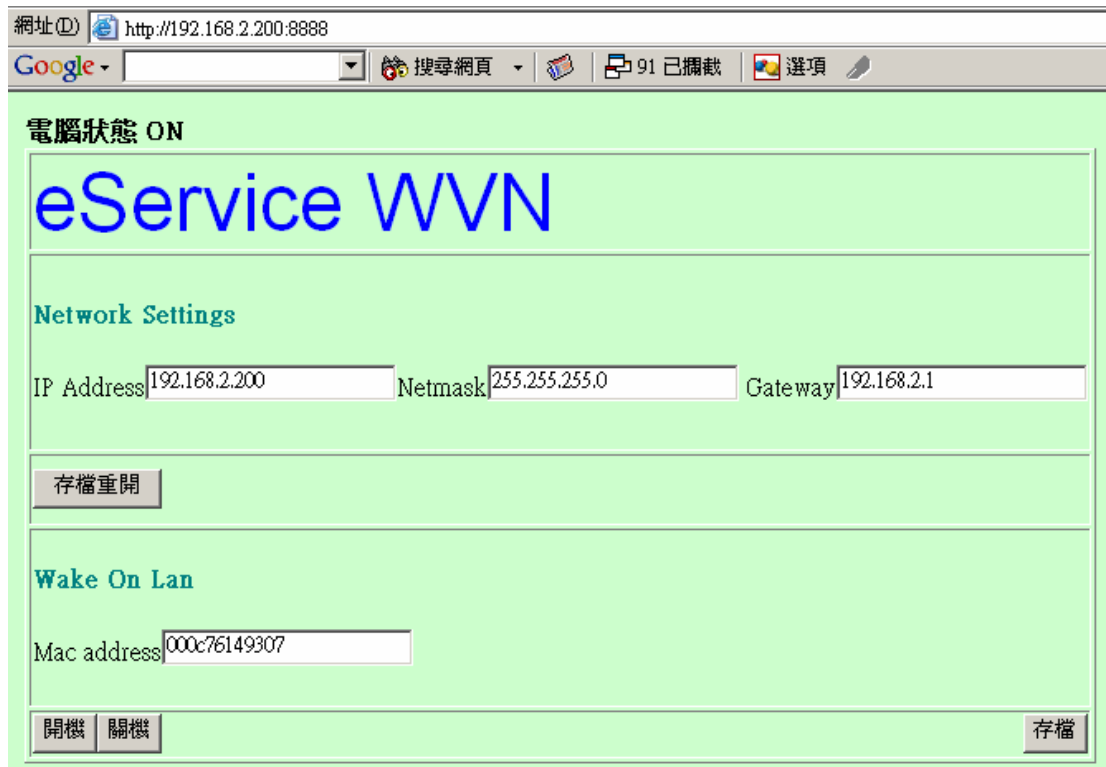 網址(D) http://192.168.2.200:8888
Google 搜尋網頁 91 已攔截 選項
電腦狀態 ON
eService WVN
Network Settings
IP Address 192.168.2.200 Netmask 255.255.255.0 Gateway 192.168.2.1
存檔重開
Wake On Lan
Mac address 000c76149307
開機 關機 存檔